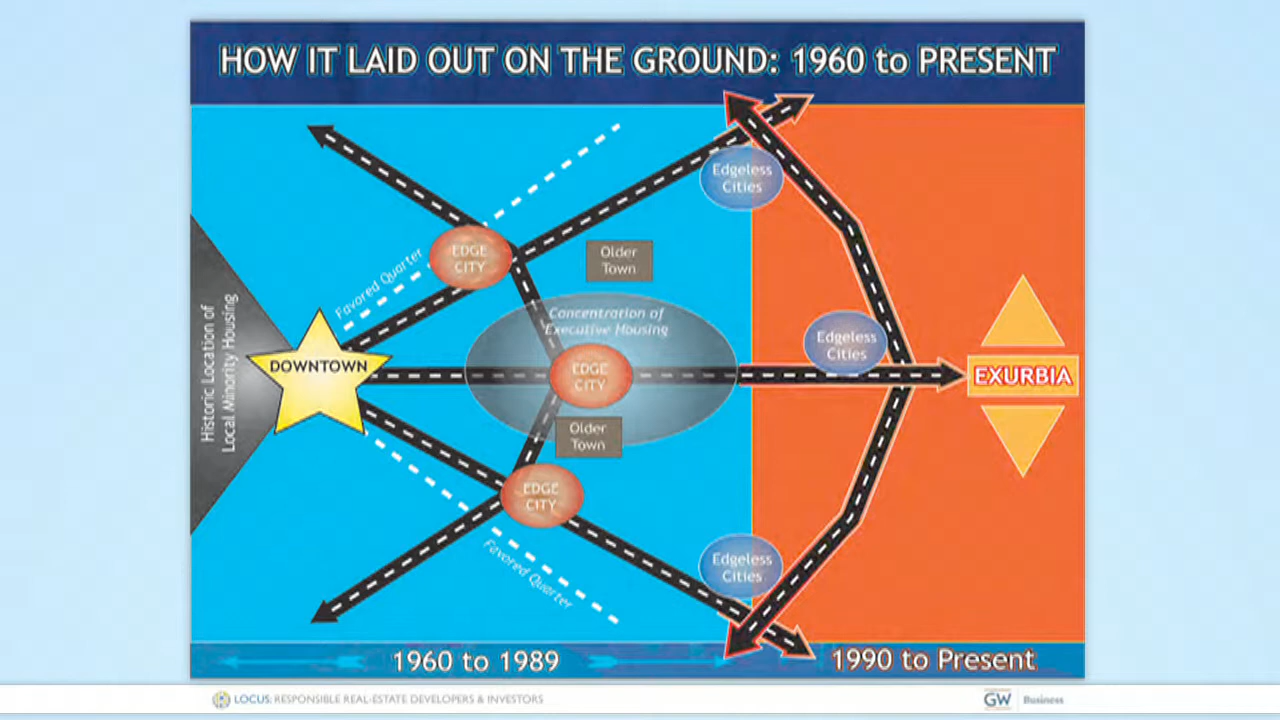 HOW IT LAID OUT ON THE GROUND: 1960 to PRESENT
Edgeless
Cities
EDGE
CITY
Older
Town
Favored Quarter
Concentration of
Executive Housing
Historic Location of
Local Minority Housing
DOWNTOWN
EDGE
CITY
Edgeless
Cities
EXURBIA
Older
Town
EDGE
CITY
Favored Quarter
Edgeless
Cities
1960 to 1989
1990 to Present
LOCUS: RESPONSIBLE REAL-ESTATE DEVELOPERS & INVESTORS
GW Business